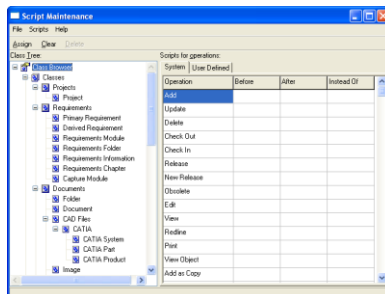 Script Maintenance
File Scripts Help
Assign Clear Delete
Class Tree:
Class Browser
Classes
Projects
Project
Requirements
Primary Requirement
Derived Requirement
Requirements Module
Requirements Folder
Requirements Information
Requirements Chapter
Capture Module
Documents
Folder
Document
CAD Files
CATIA
CATIA System
CATIA Part
CATIA Product
Image
Scripts for operations:
System User Defined
Operation Before After Instead Of
Add
Update
Delete
Check Out
Check In
Release
New Release
Obsolete
Edit
View
Redline
Print
View Object
Add as Copy